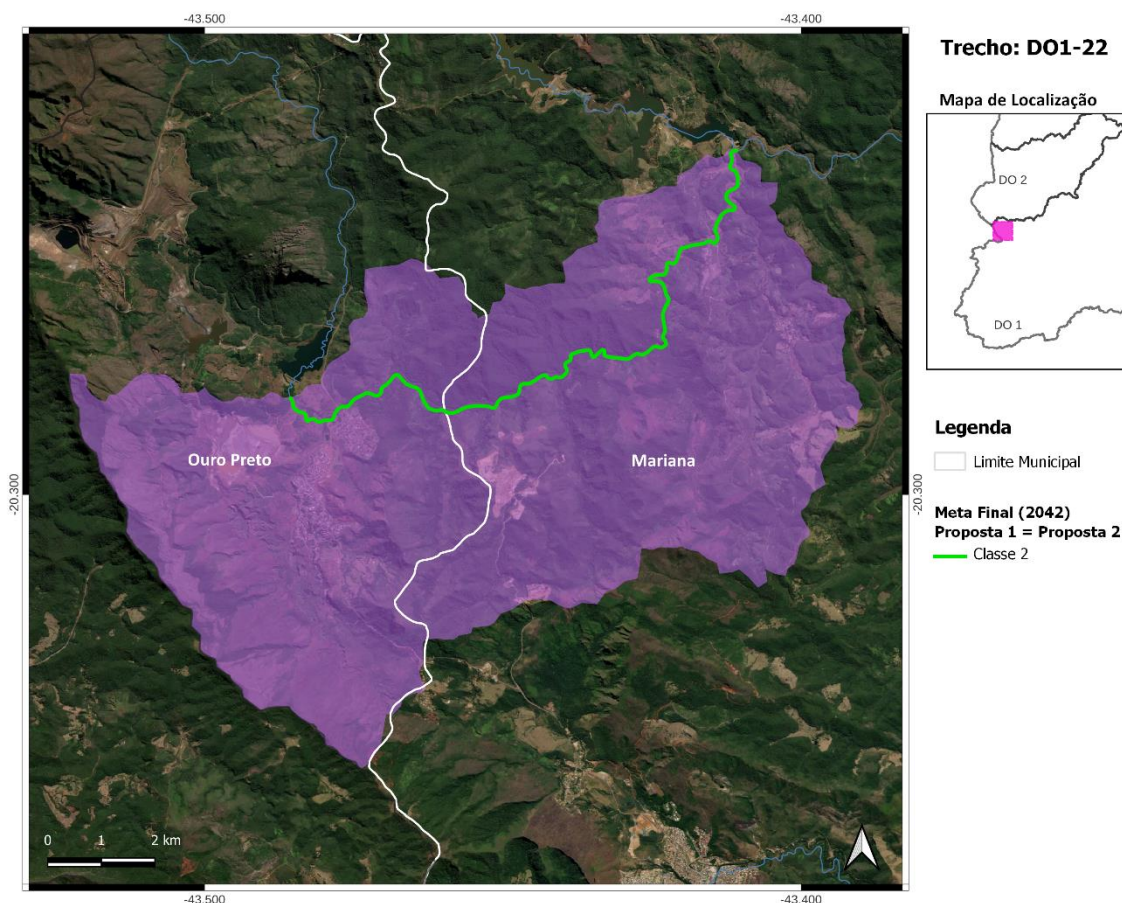 -43.500
-43.400
Trecho: DO1-22
Mapa de Localização
DO 2
DO 1
Ouro Preto
Mariana
-20.300
-20.300
Legenda
Limite Municipal
Meta Final (2042)
Proposta 1 = Proposta 2
Classe 2
0 1 2 km
-43.500
-43.400